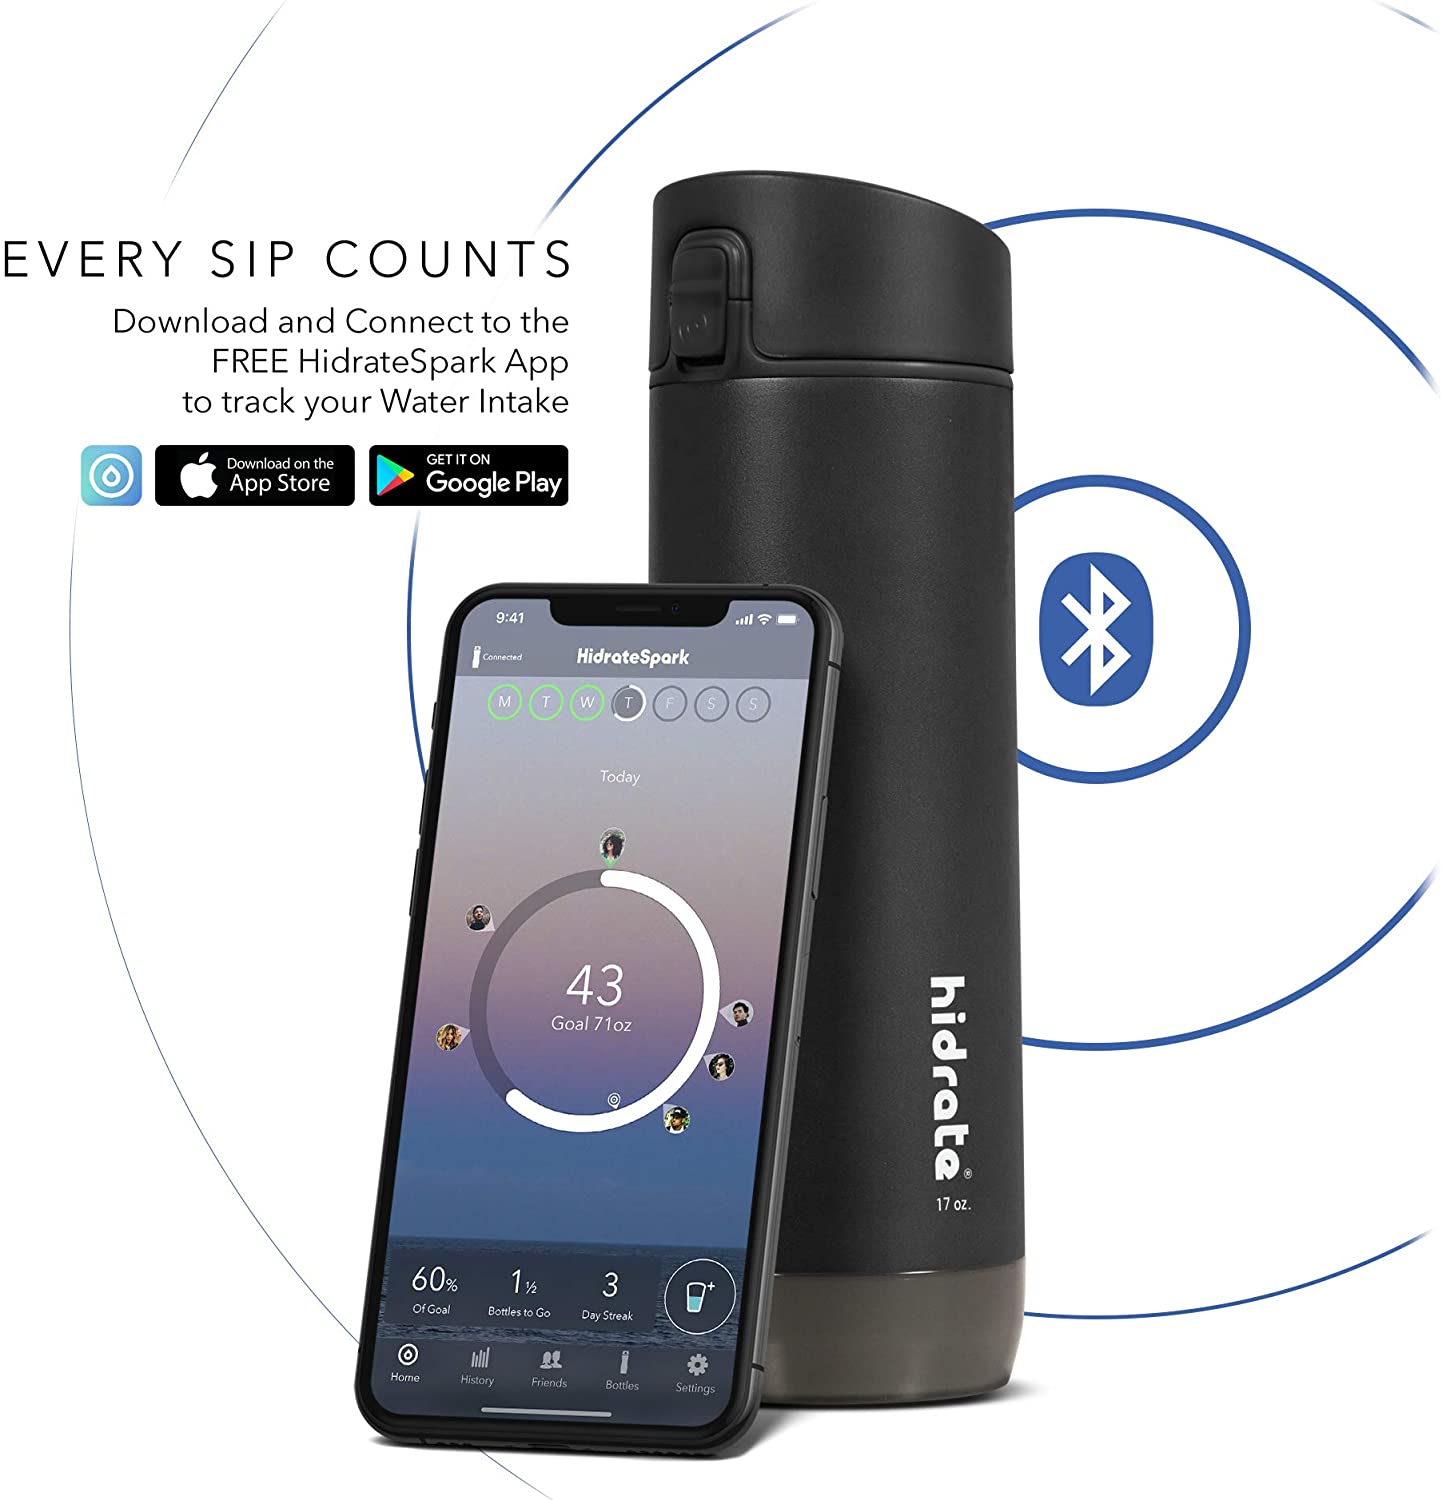 EVERY SIP COUNTS
Download and Connect to the
FREE HidrateSpark App
to track your Water Intake
Download on the
App Store
GET IT ON
Google Play
9:41
Connected
HidrateSpark
M T W T F S S
Today
43
Goal 71oz
60%
Of Goal
1 ½
Bottles to Go
3
Day Streak
Home
History
Friends
Bottles
Settings
hidrate®
17 oz.